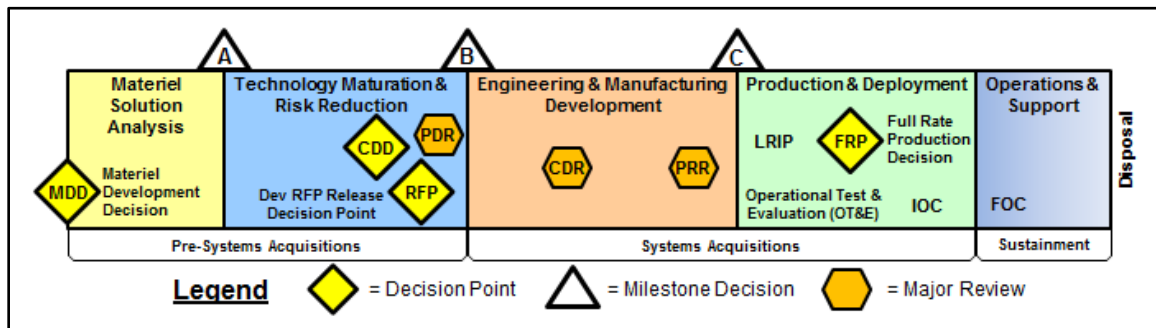 A
B
C
Materiel
Solution
Analysis
MDD
Materiel
Development
Decision
Technology Maturation &
Risk Reduction
CDD
PDR
Dev RFP Release
Decision Point
RFP
Engineering & Manufacturing
Development
CDR
PRR
Production & Deployment
LRIP
FRP
Full Rate
Production
Decision
Operational Test &
Evaluation (OT&E)
IOC
Operations &
Support
FOC
Disposal
Pre-Systems Acquisitions
Systems Acquisitions
Sustainment
Legend
= Decision Point
= Milestone Decision
= Major Review